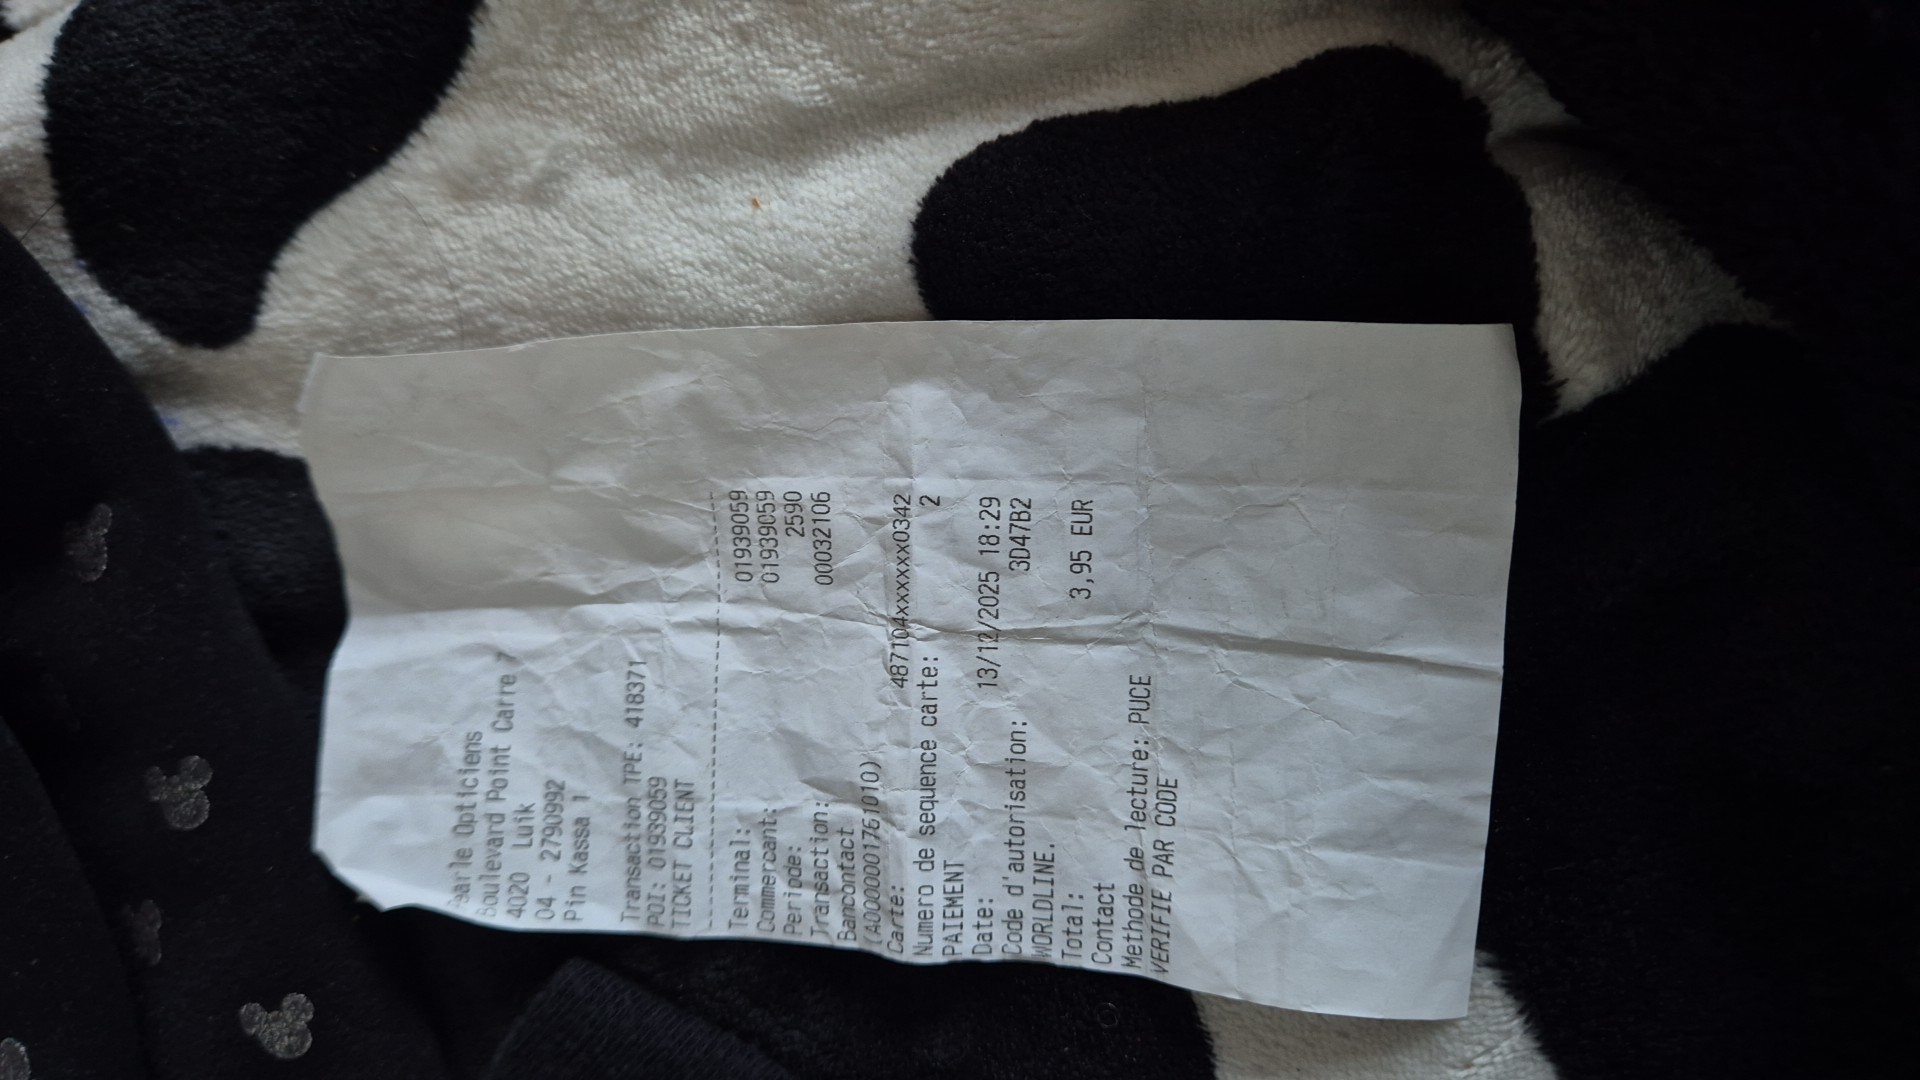 Pearle Opticiens
Boulevard Point Carre 7
4020 Luik
04 - 2790992
Pin Kassa 1
Transaction TPE: 418371
POI: 01939059
TICKET CLIENT
--------------------------------
Terminal: 01939059
Commercant: 01939059
Periode: 2590
Transaction: 00032106
Bancontact
(A0000001761010)
Carte: 487104xxxxxxxxx0342
Numero de sequence carte: 2
PAIEMENT
Date: 13/12/2025 18:29
Code d'autorisation: 3D47B2
WORLDLINE.
Total: 3,95 EUR
Contact
Methode de lecture: PUCE
VERIFIE PAR CODE